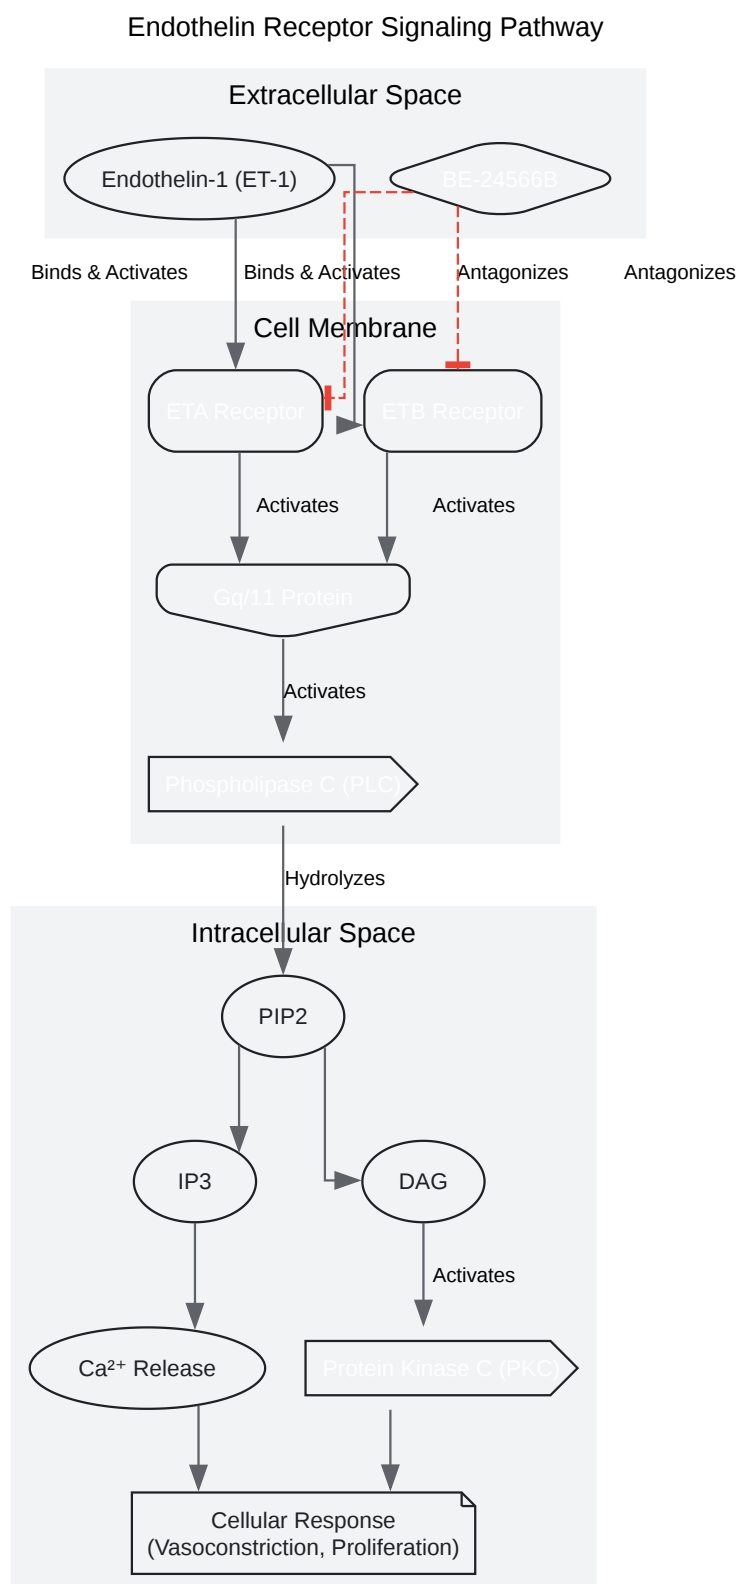 Endothelin Receptor Signaling Pathway
Extracellular Space
Endothelin-1 (ET-1)
BE-24566B
Binds & Activates
Binds & Activates
Antagonizes
Antagonizes
Cell Membrane
ETA Receptor
ETB Receptor
Activates
Activates
Gq/11 Protein
Activates
Phospholipase C (PLC)
Hydrolyzes
Intracellular Space
PIP2
IP3
DAG
Activates
Ca²⁺ Release
Protein Kinase C (PKC)
Cellular Response
(Vasoconstriction, Proliferation)